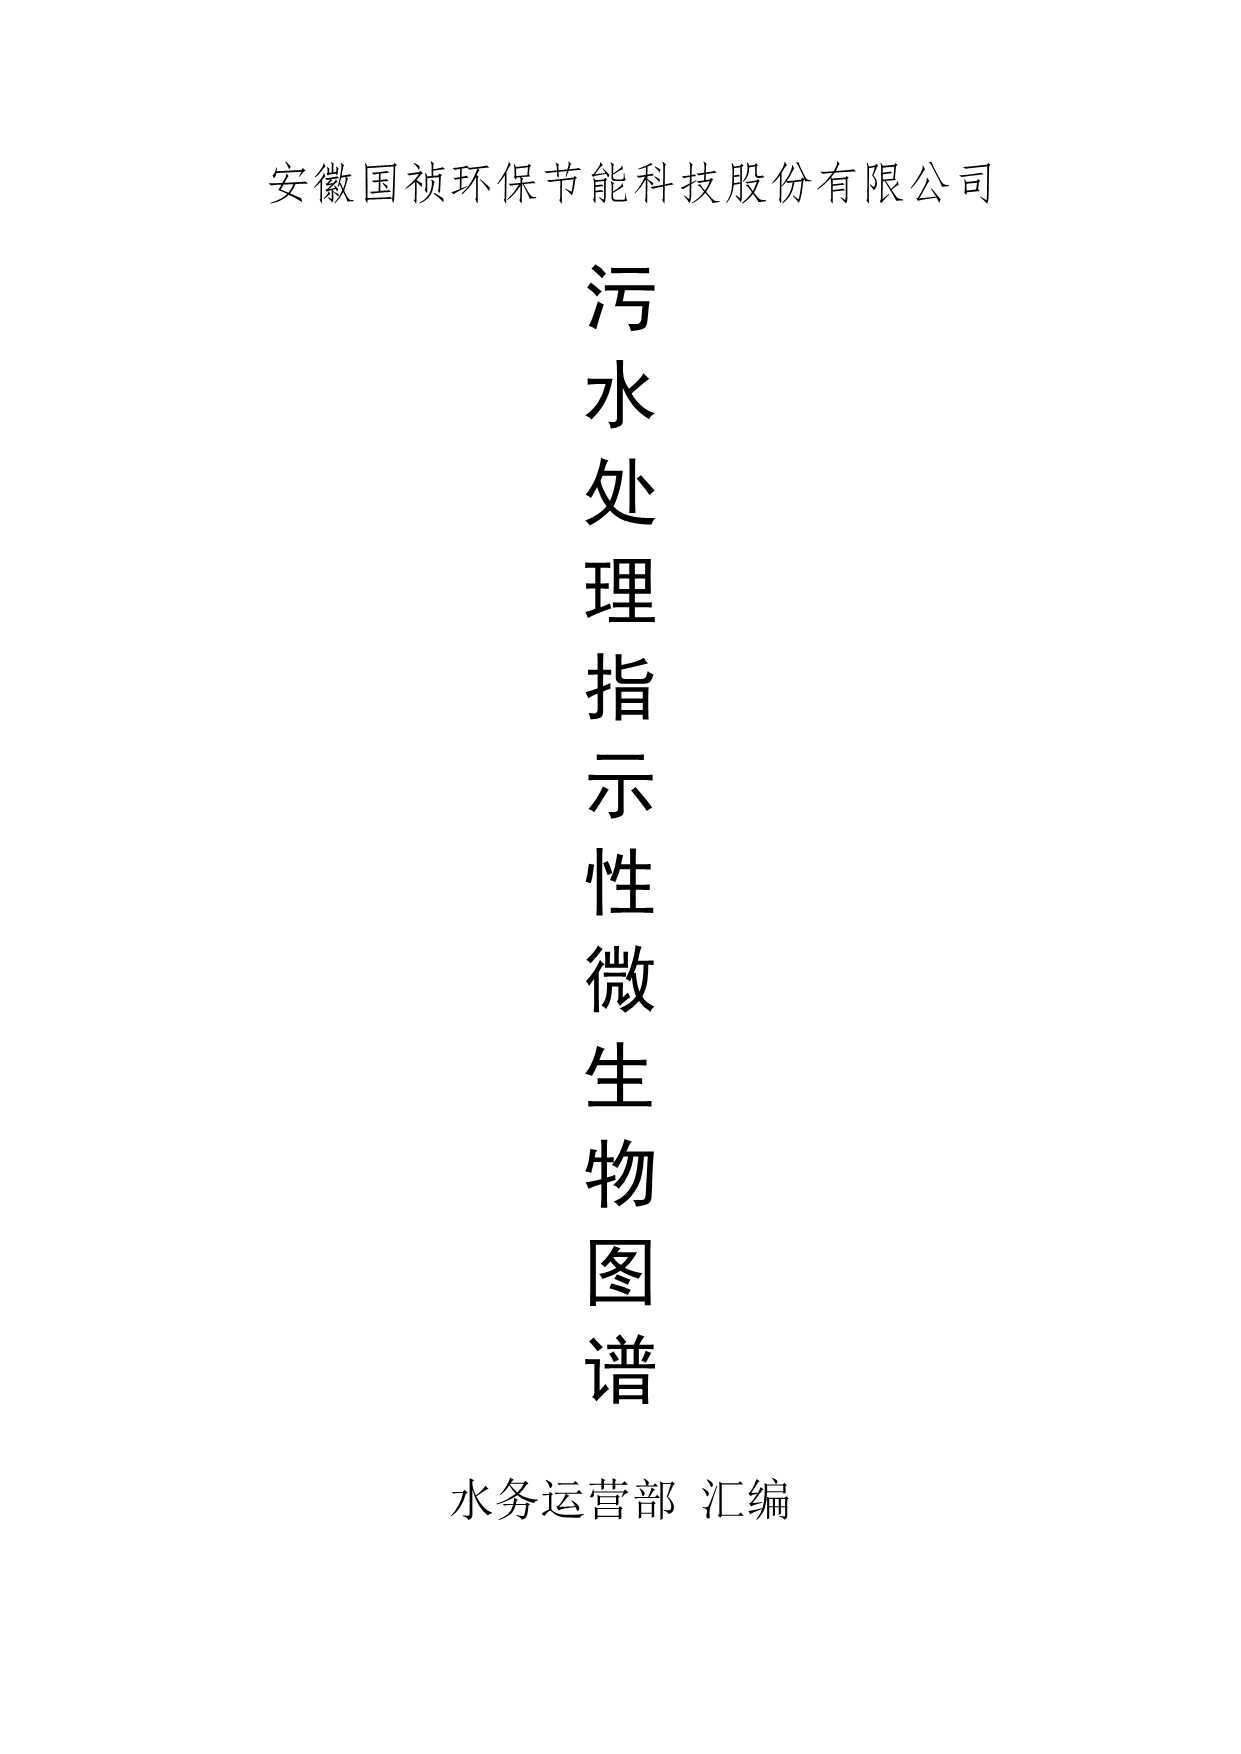 安徽国祯环保节能科技股份有限公司
污
水
处
理
指
示
性
微
生
物
图
谱
水务运营部 汇编